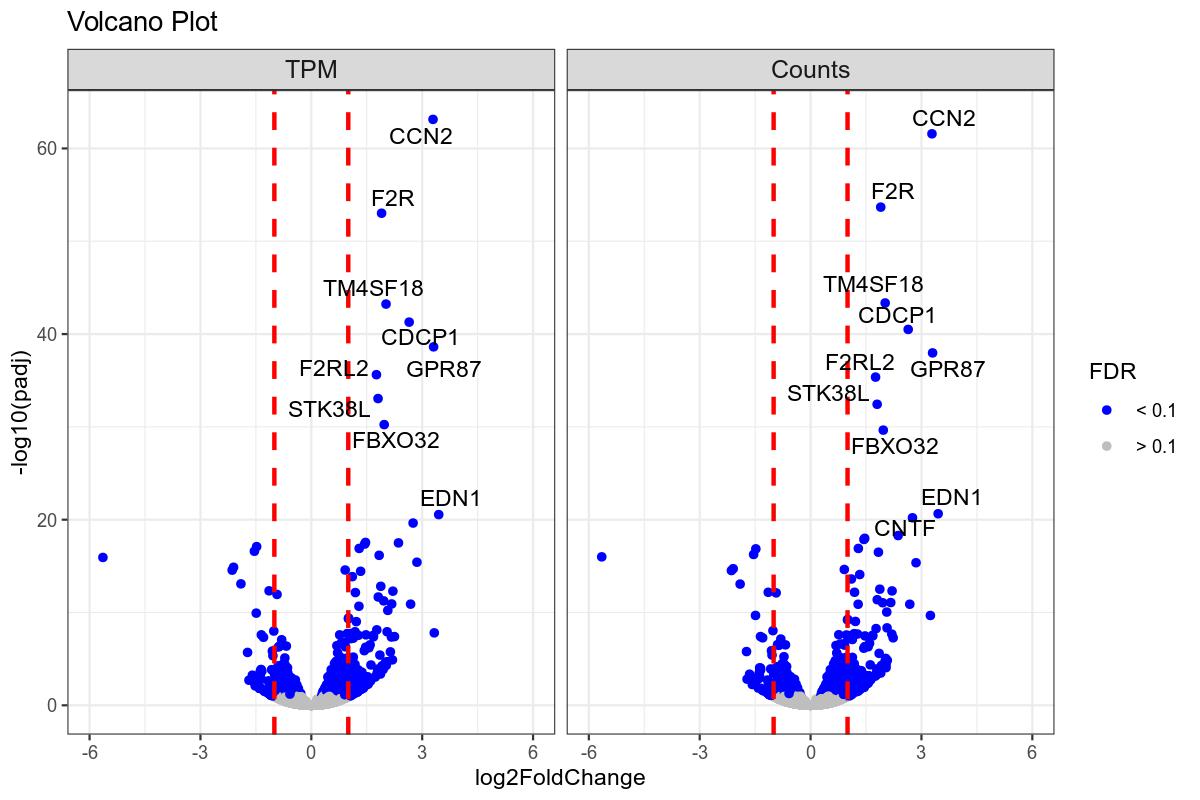 Volcano Plot
TPM
Counts
CCN2
F2R
TM4SF18
CDCP1
GPR87
F2RL2
STK38L
FBXO32
EDN1
CCN2
F2R
TM4SF18
CDCP1
GPR87
F2RL2
STK38L
FBXO32
EDN1
CNTF
60
40
20
0
-log10(padj)
-6
-3
0
3
6
-6
-3
0
3
6
log2FoldChange
FDR
< 0.1
> 0.1